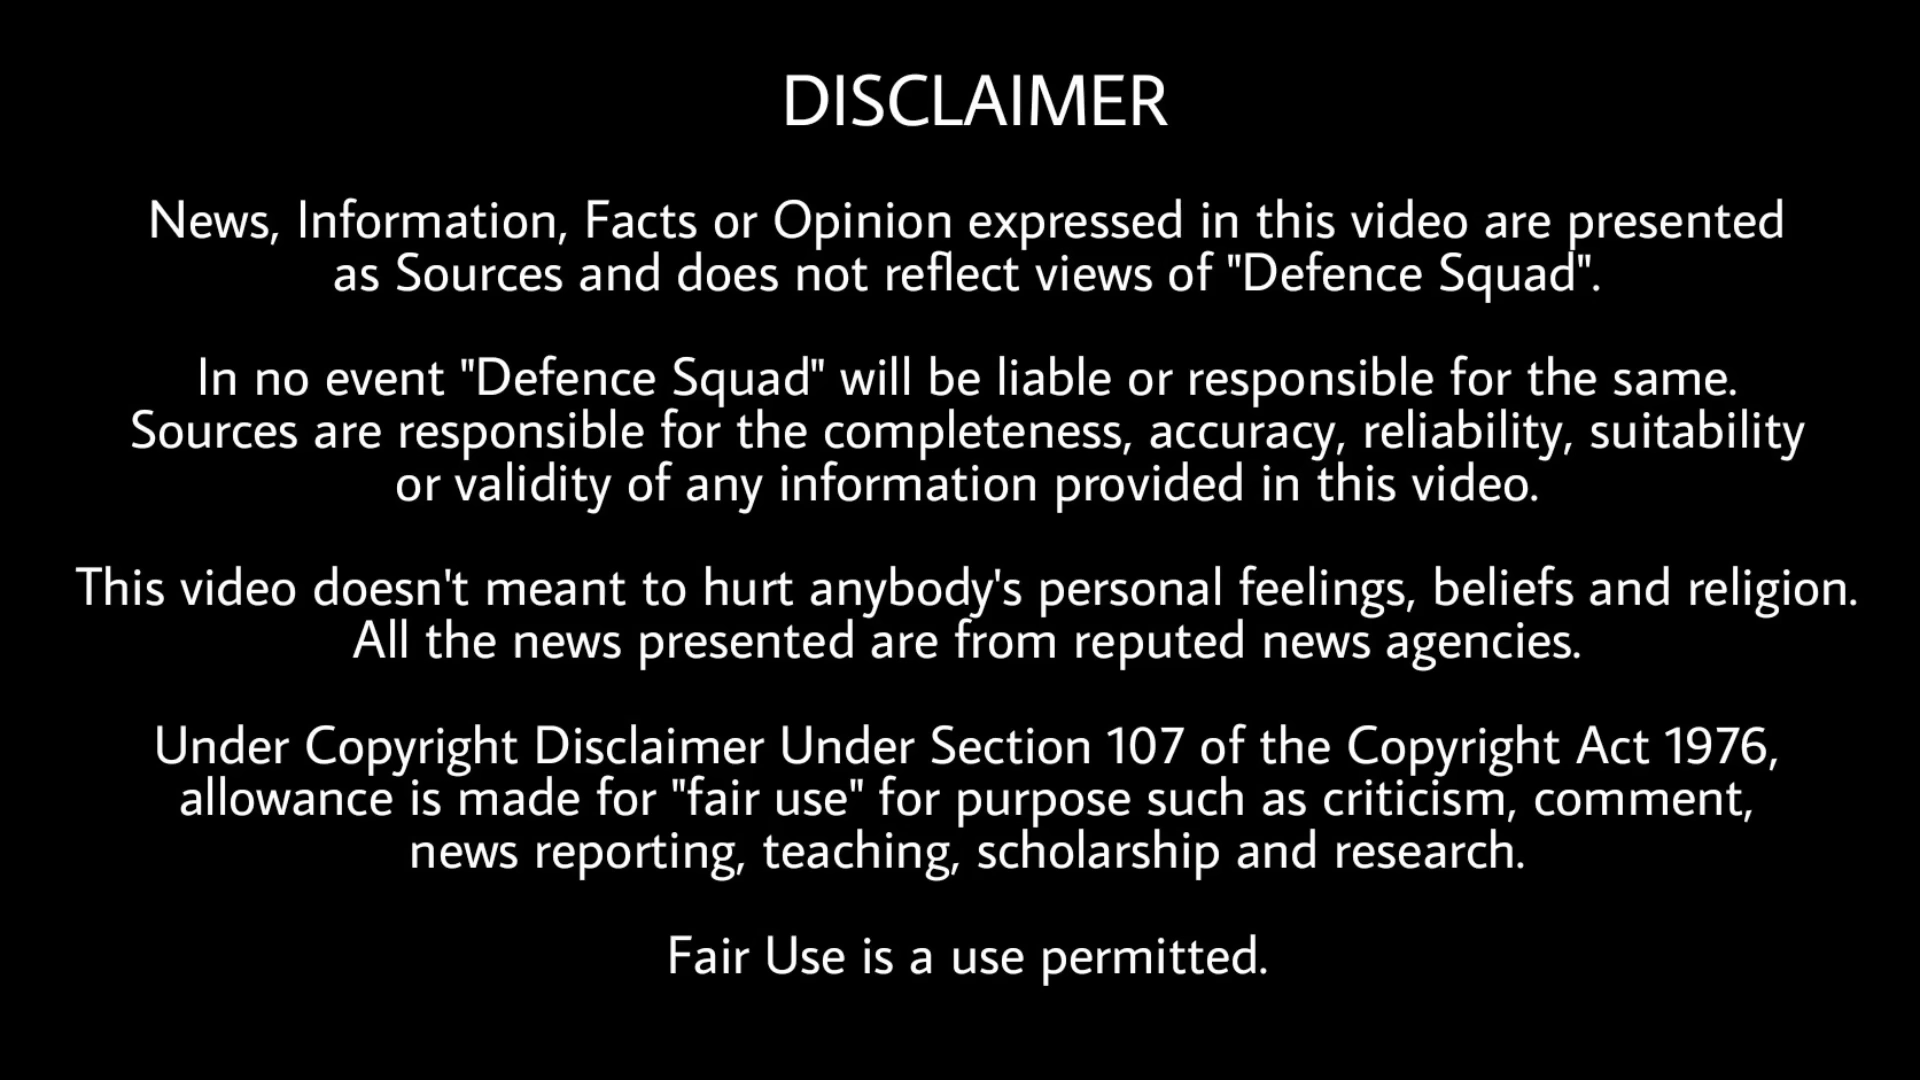 DISCLAIMER
News, Information, Facts or Opinion expressed in this video are presented
as Sources and does not reflect views of "Defence Squad".
In no event "Defence Squad" will be liable or responsible for the same.
Sources are responsible for the completeness, accuracy, reliability, suitability
or validity of any information provided in this video.
This video doesn't meant to hurt anybody's personal feelings, beliefs and religion.
All the news presented are from reputed news agencies.
Under Copyright Disclaimer Under Section 107 of the Copyright Act 1976,
allowance is made for "fair use" for purpose such as criticism, comment,
news reporting, teaching, scholarship and research.
Fair Use is a use permitted.